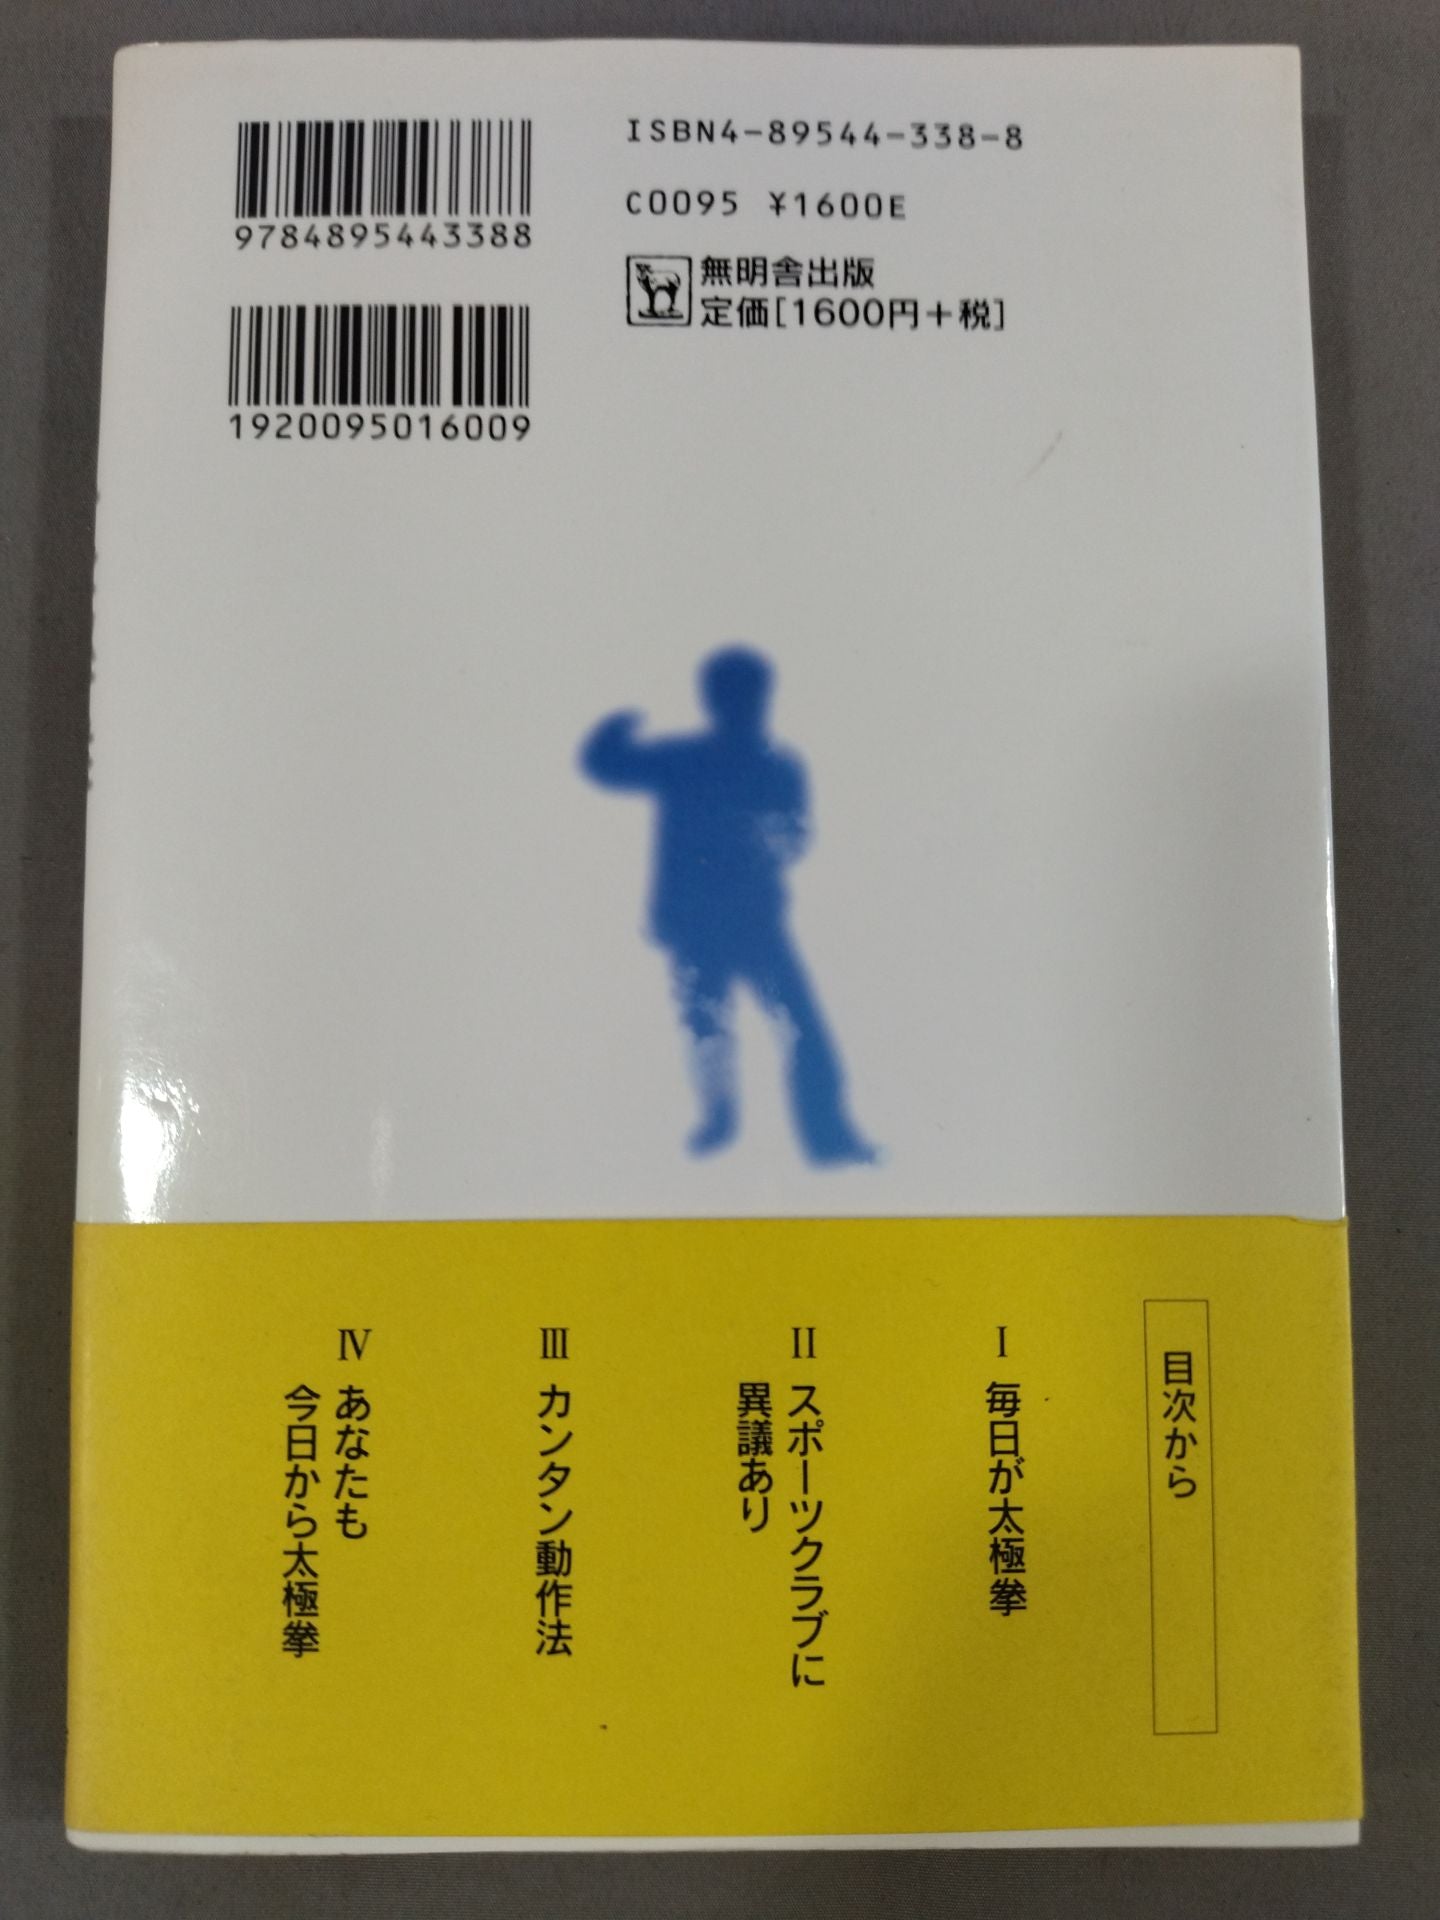 9784895443388
1920095016009
ISBN4-89544-338-8
C0095 ¥1600E
無明舎出版
定価[1600円+税]
目次から
I 毎日が太極拳
II スポーツクラブに
異議あり
III カンタン動作法
IV あなたも
今日から太極拳